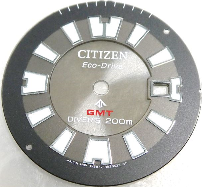 CITIZEN
Eco-Drive
GMT
DIVER'S 200m